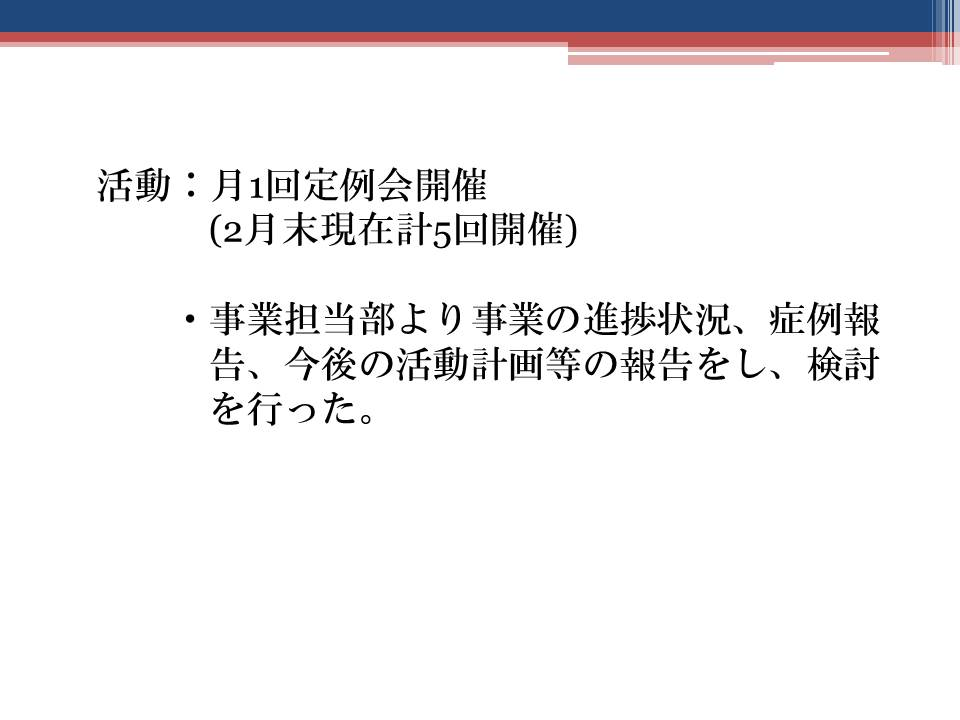 活動：月1回定例会開催
(2月末現在計5回開催)
・事業担当部より事業の進捗状況、症例報
告、今後の活動計画等の報告をし、検討
を行った。